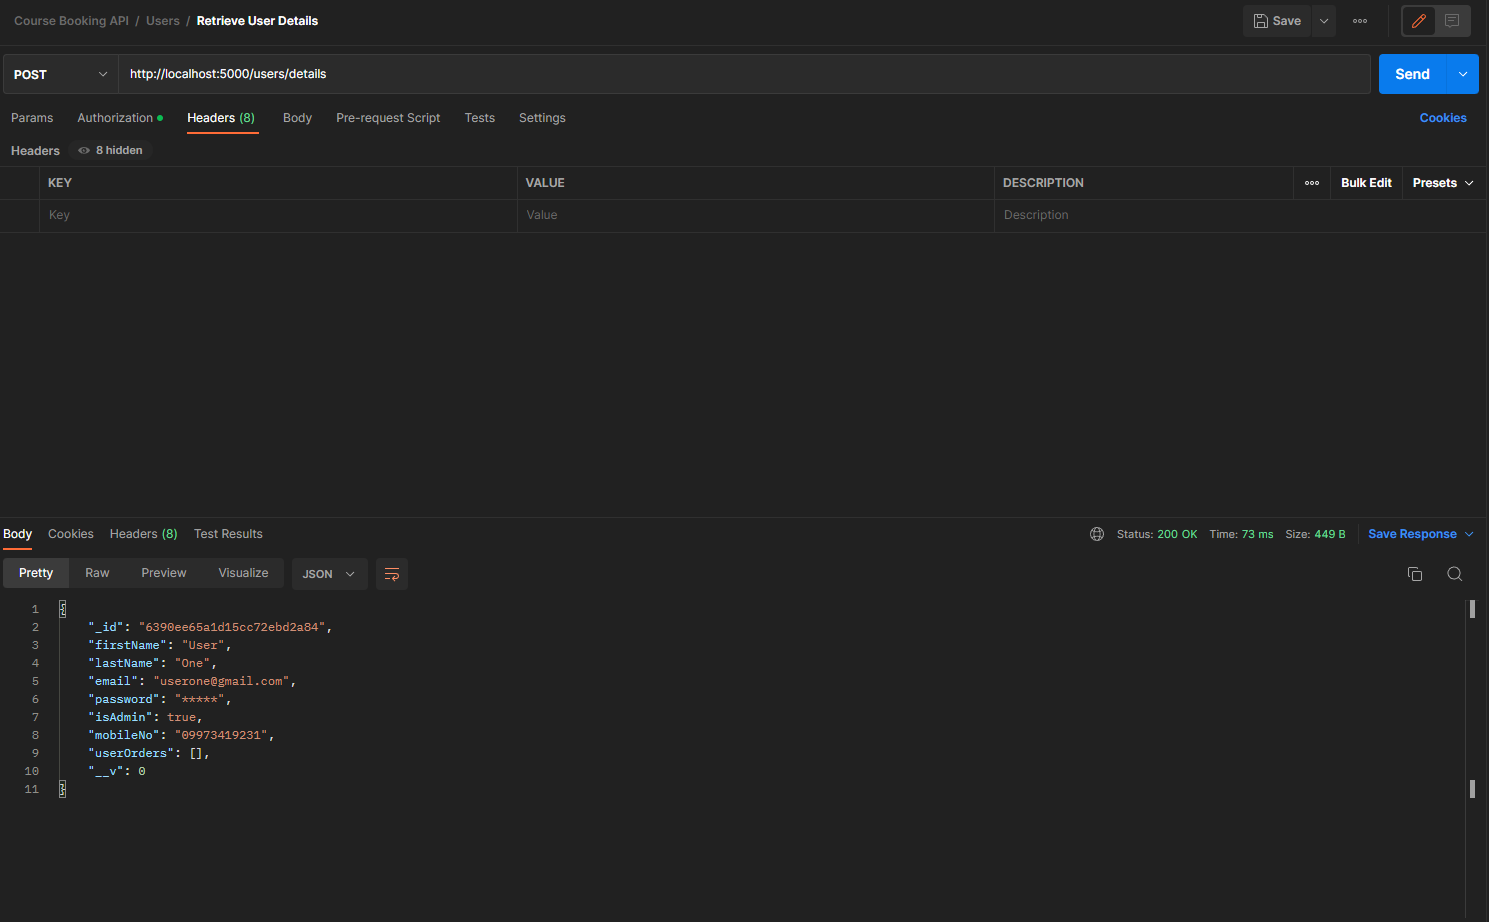 Course Booking API / Users / Retrieve User Details
Save
POST http://localhost:5000/users/details Send
Params Authorization Headers (8) Body Pre-request Script Tests Settings Cookies
Headers 8 hidden
KEY VALUE DESCRIPTION Bulk Edit Presets
Key Value Description
Body Cookies Headers (8) Test Results Status: 200 OK Time: 73 ms Size: 449 B Save Response
Pretty Raw Preview Visualize JSON
1 {
2 "_id": "6390ee65a1d15cc72ebd2a84",
3 "firstName": "User",
4 "lastName": "One",
5 "email": "userone@gmail.com",
6 "password": "*****",
7 "isAdmin": true,
8 "mobileNo": "09973419231",
9 "userOrders": [],
10 "__v": 0
11 }